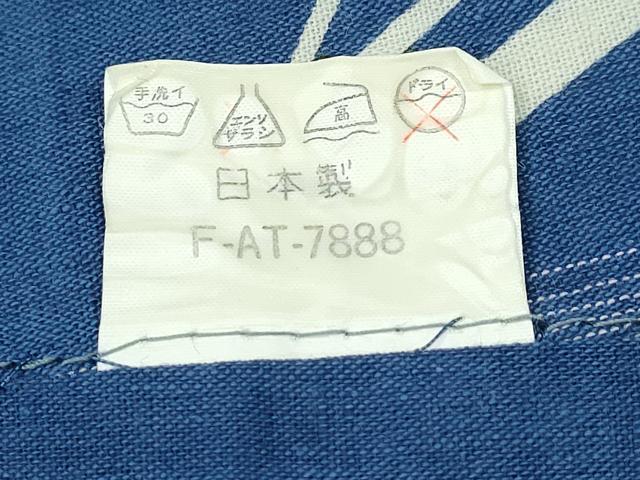 手洗イ
30
エンソ
サラシ
高
ドライ
日本製
F-AT-7888